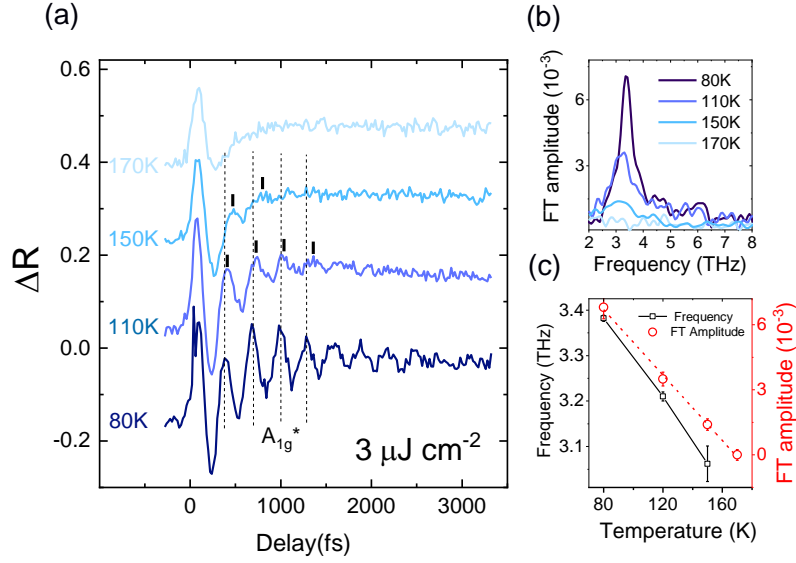 (a)
0.6
0.4
0.2
0.0
-0.2
ΔR
170K
150K
110K
80K
A1g*
3 μJ cm-2
0
1000
2000
3000
Delay(fs)
(b)
FT amplitude (10-3)
6
3
80K
110K
150K
170K
2 3 4 5 6 7 8
Frequency (THz)
(c)
Frequency (THz)
3.4
3.3
3.2
3.1
Frequency
FT Amplitude
6
3
0
FT amplitude (10-3)
80
120
160
Temperature (K)